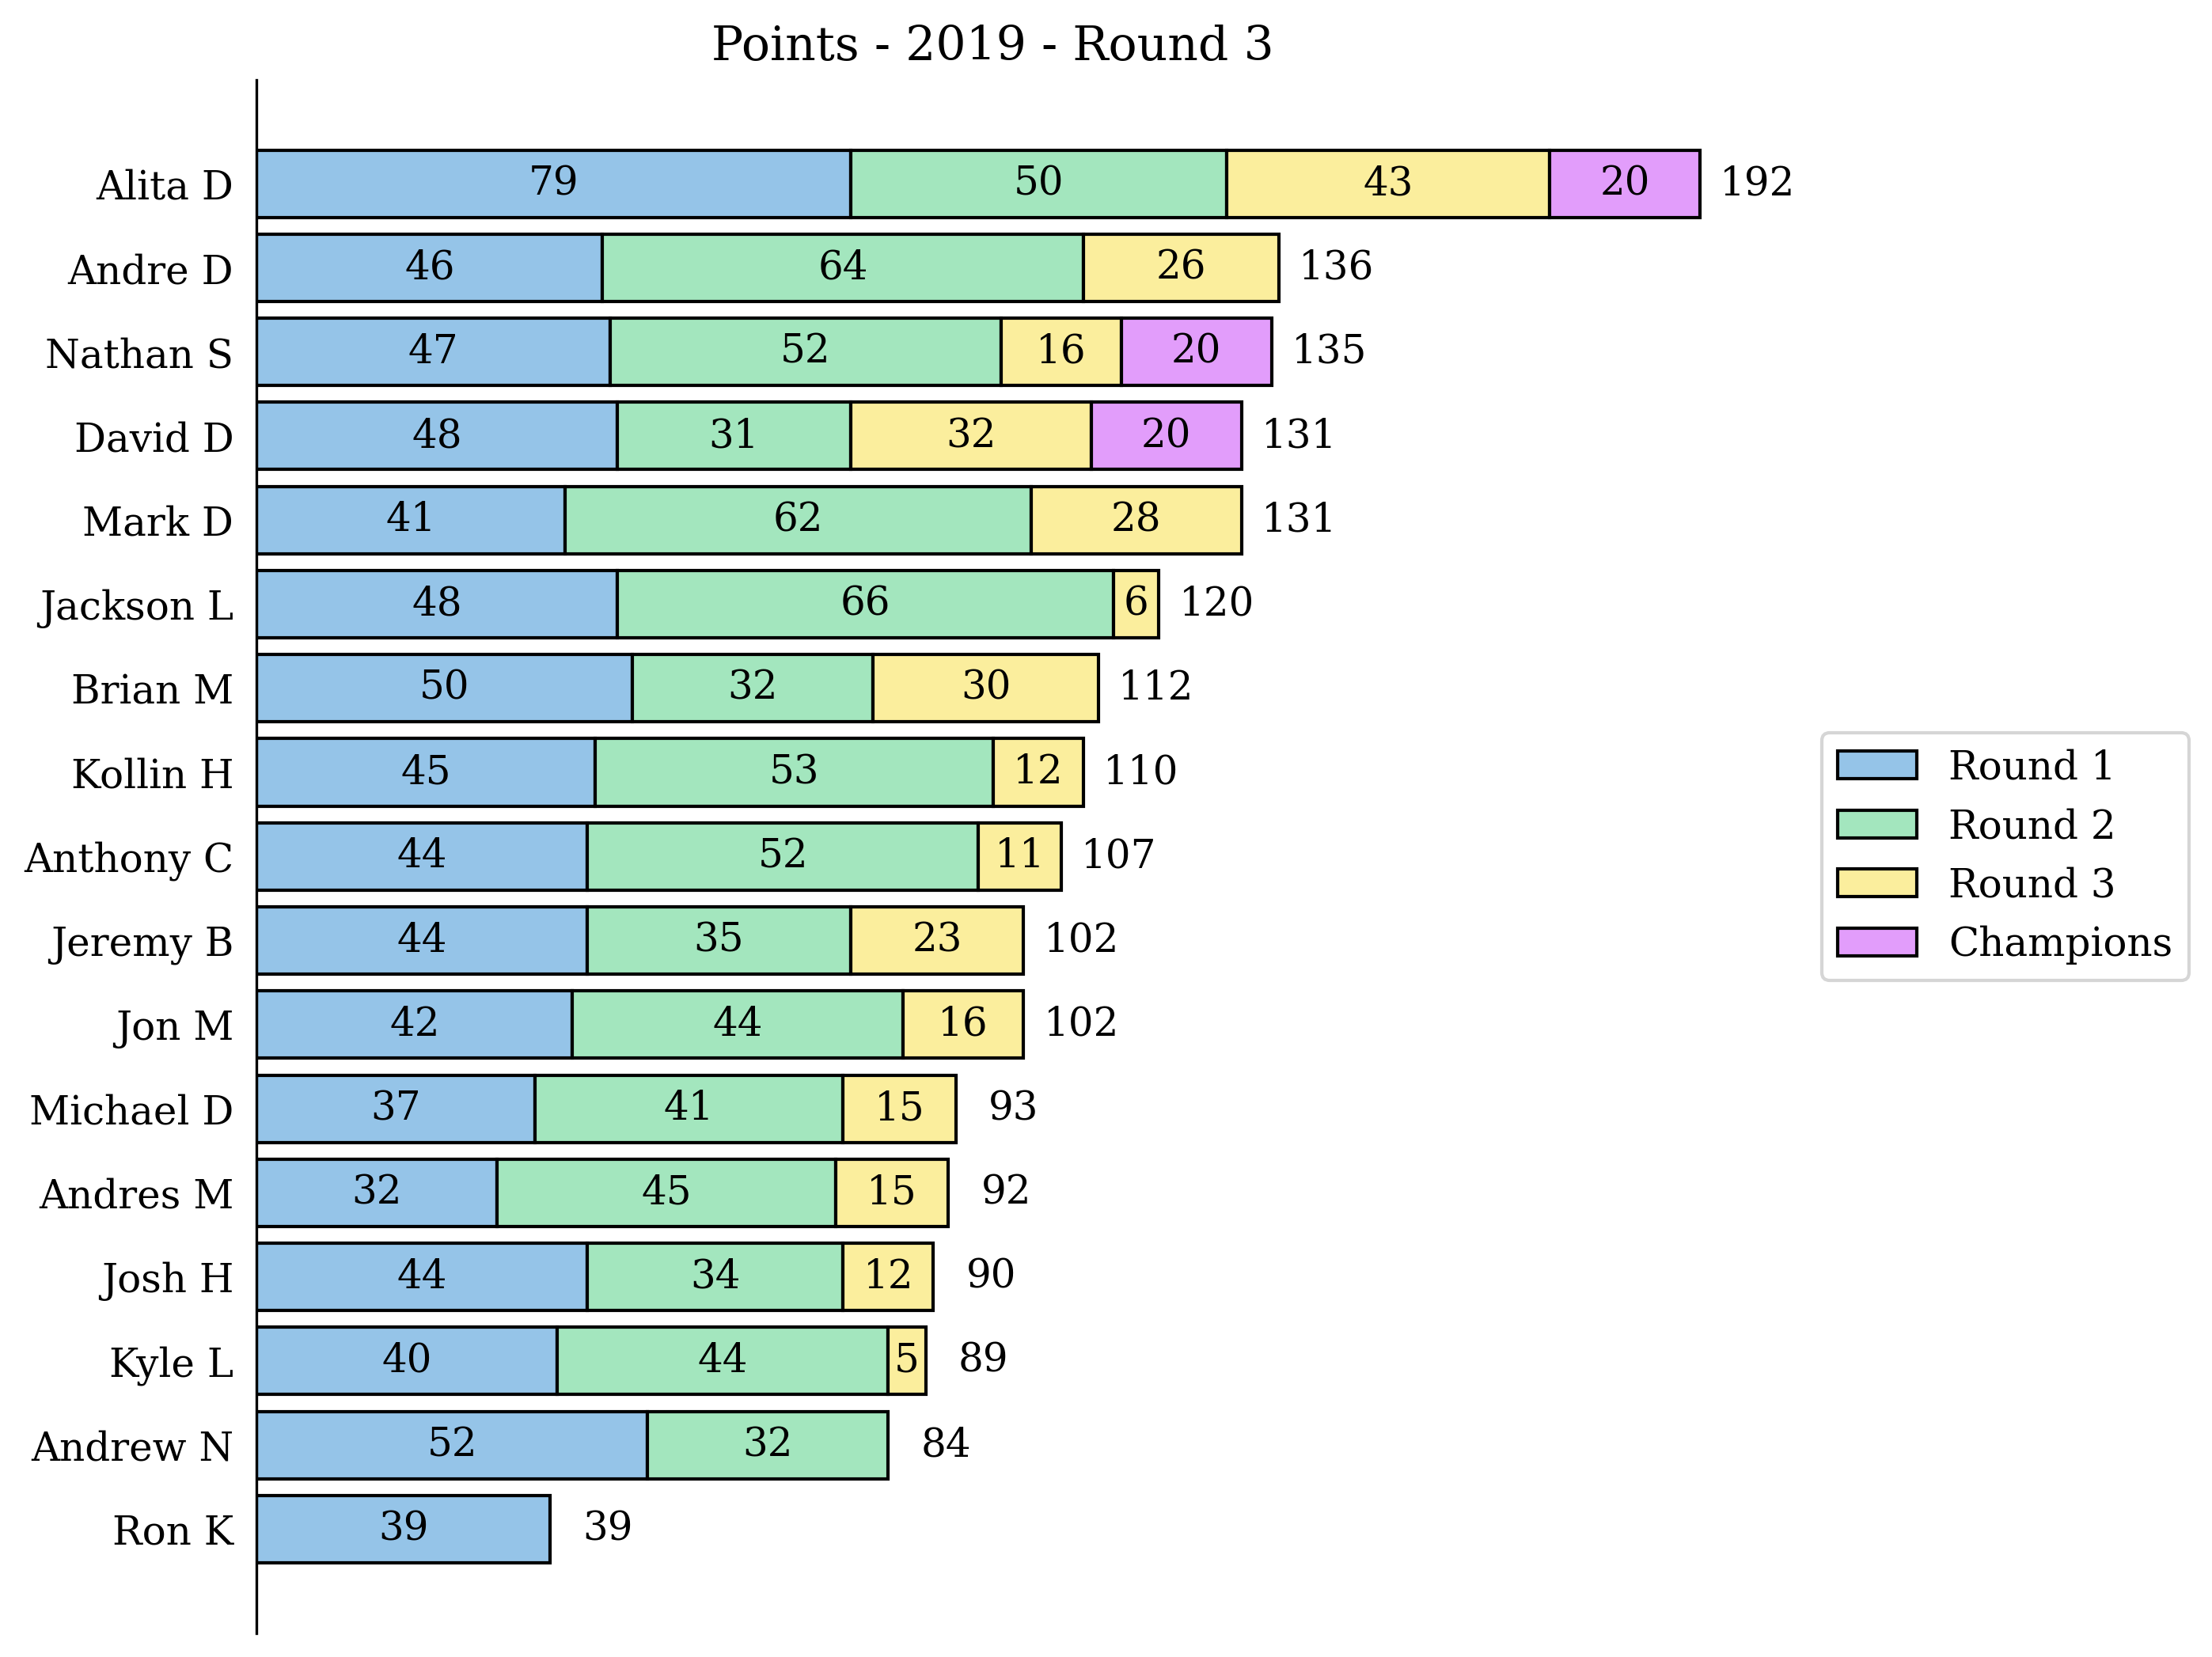 Points - 2019 - Round 3
Alita D 79 50 43 20 192
Andre D 46 64 26 136
Nathan S 47 52 16 20 135
David D 48 31 32 20 131
Mark D 41 62 28 131
Jackson L 48 66 6 120
Brian M 50 32 30 112
Kollin H 45 53 12 110
Anthony C 44 52 11 107
Jeremy B 44 35 23 102
Jon M 42 44 16 102
Michael D 37 41 15 93
Andres M 32 45 15 92
Josh H 44 34 12 90
Kyle L 40 44 5 89
Andrew N 52 32 84
Ron K 39 39
Round 1
Round 2
Round 3
Champions